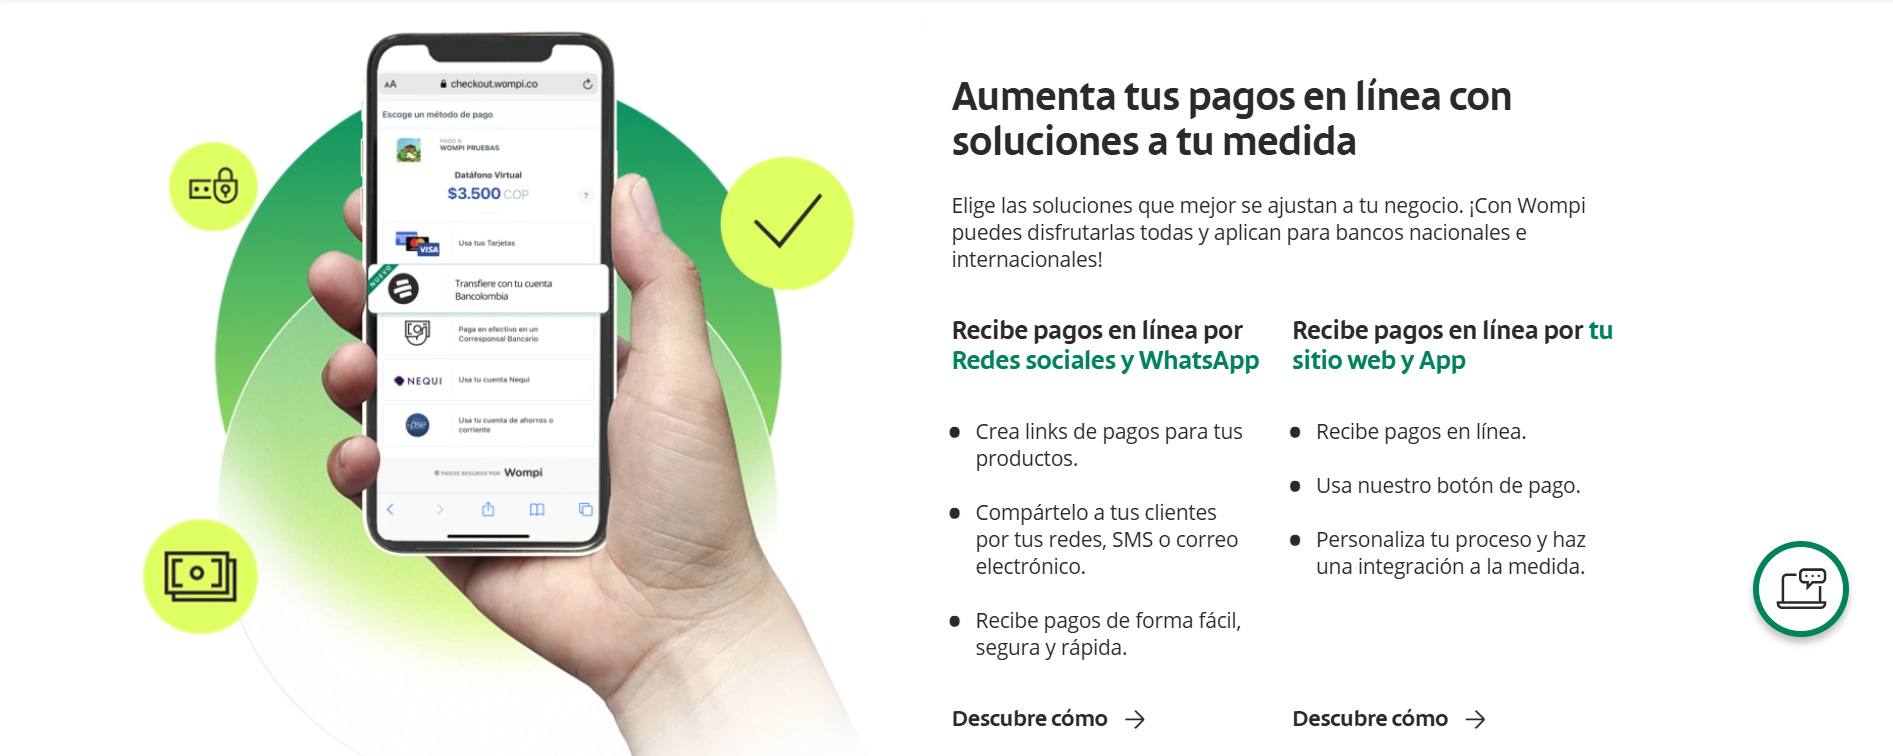 AA checkout.wompi.co
Escoge un método de pago
PAGO A
WOMPI PRUEBAS
Datáfono Virtual
$3.500 COP
?
VISA
Usa tus Tarjetas
NUEVO
Transfiere con tu cuenta
Bancolombia
Paga en efectivo en un
Corresponsal Bancario
NEQUI
Usa tu cuenta Nequi
pse
Usa tu cuenta de ahorros o
corriente
PAGOS SEGUROS POR Wompi
Aumenta tus pagos en línea con
soluciones a tu medida
Elige las soluciones que mejor se ajustan a tu negocio. ¡Con Wompi
puedes disfrutarlas todas y aplican para bancos nacionales e
internacionales!
Recibe pagos en línea por
Redes sociales y WhatsApp
• Crea links de pagos para tus
productos.
• Compártelo a tus clientes
por tus redes, SMS o correo
electrónico.
• Recibe pagos de forma fácil,
segura y rápida.
Descubre cómo →
Recibe pagos en línea por tu
sitio web y App
• Recibe pagos en línea.
• Usa nuestro botón de pago.
• Personaliza tu proceso y haz
una integración a la medida.
Descubre cómo →